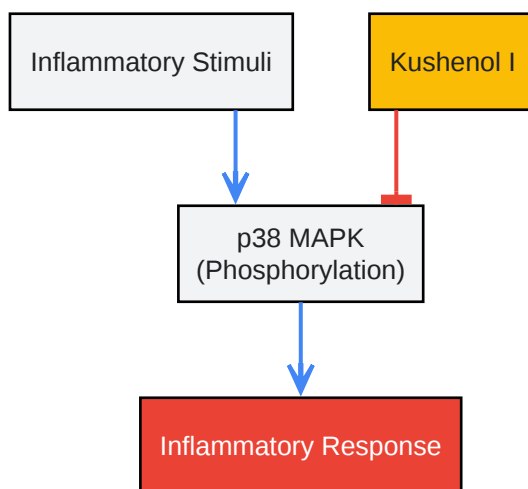 Inflammatory Stimuli
Kushenol I
p38 MAPK
(Phosphorylation)
Inflammatory Response